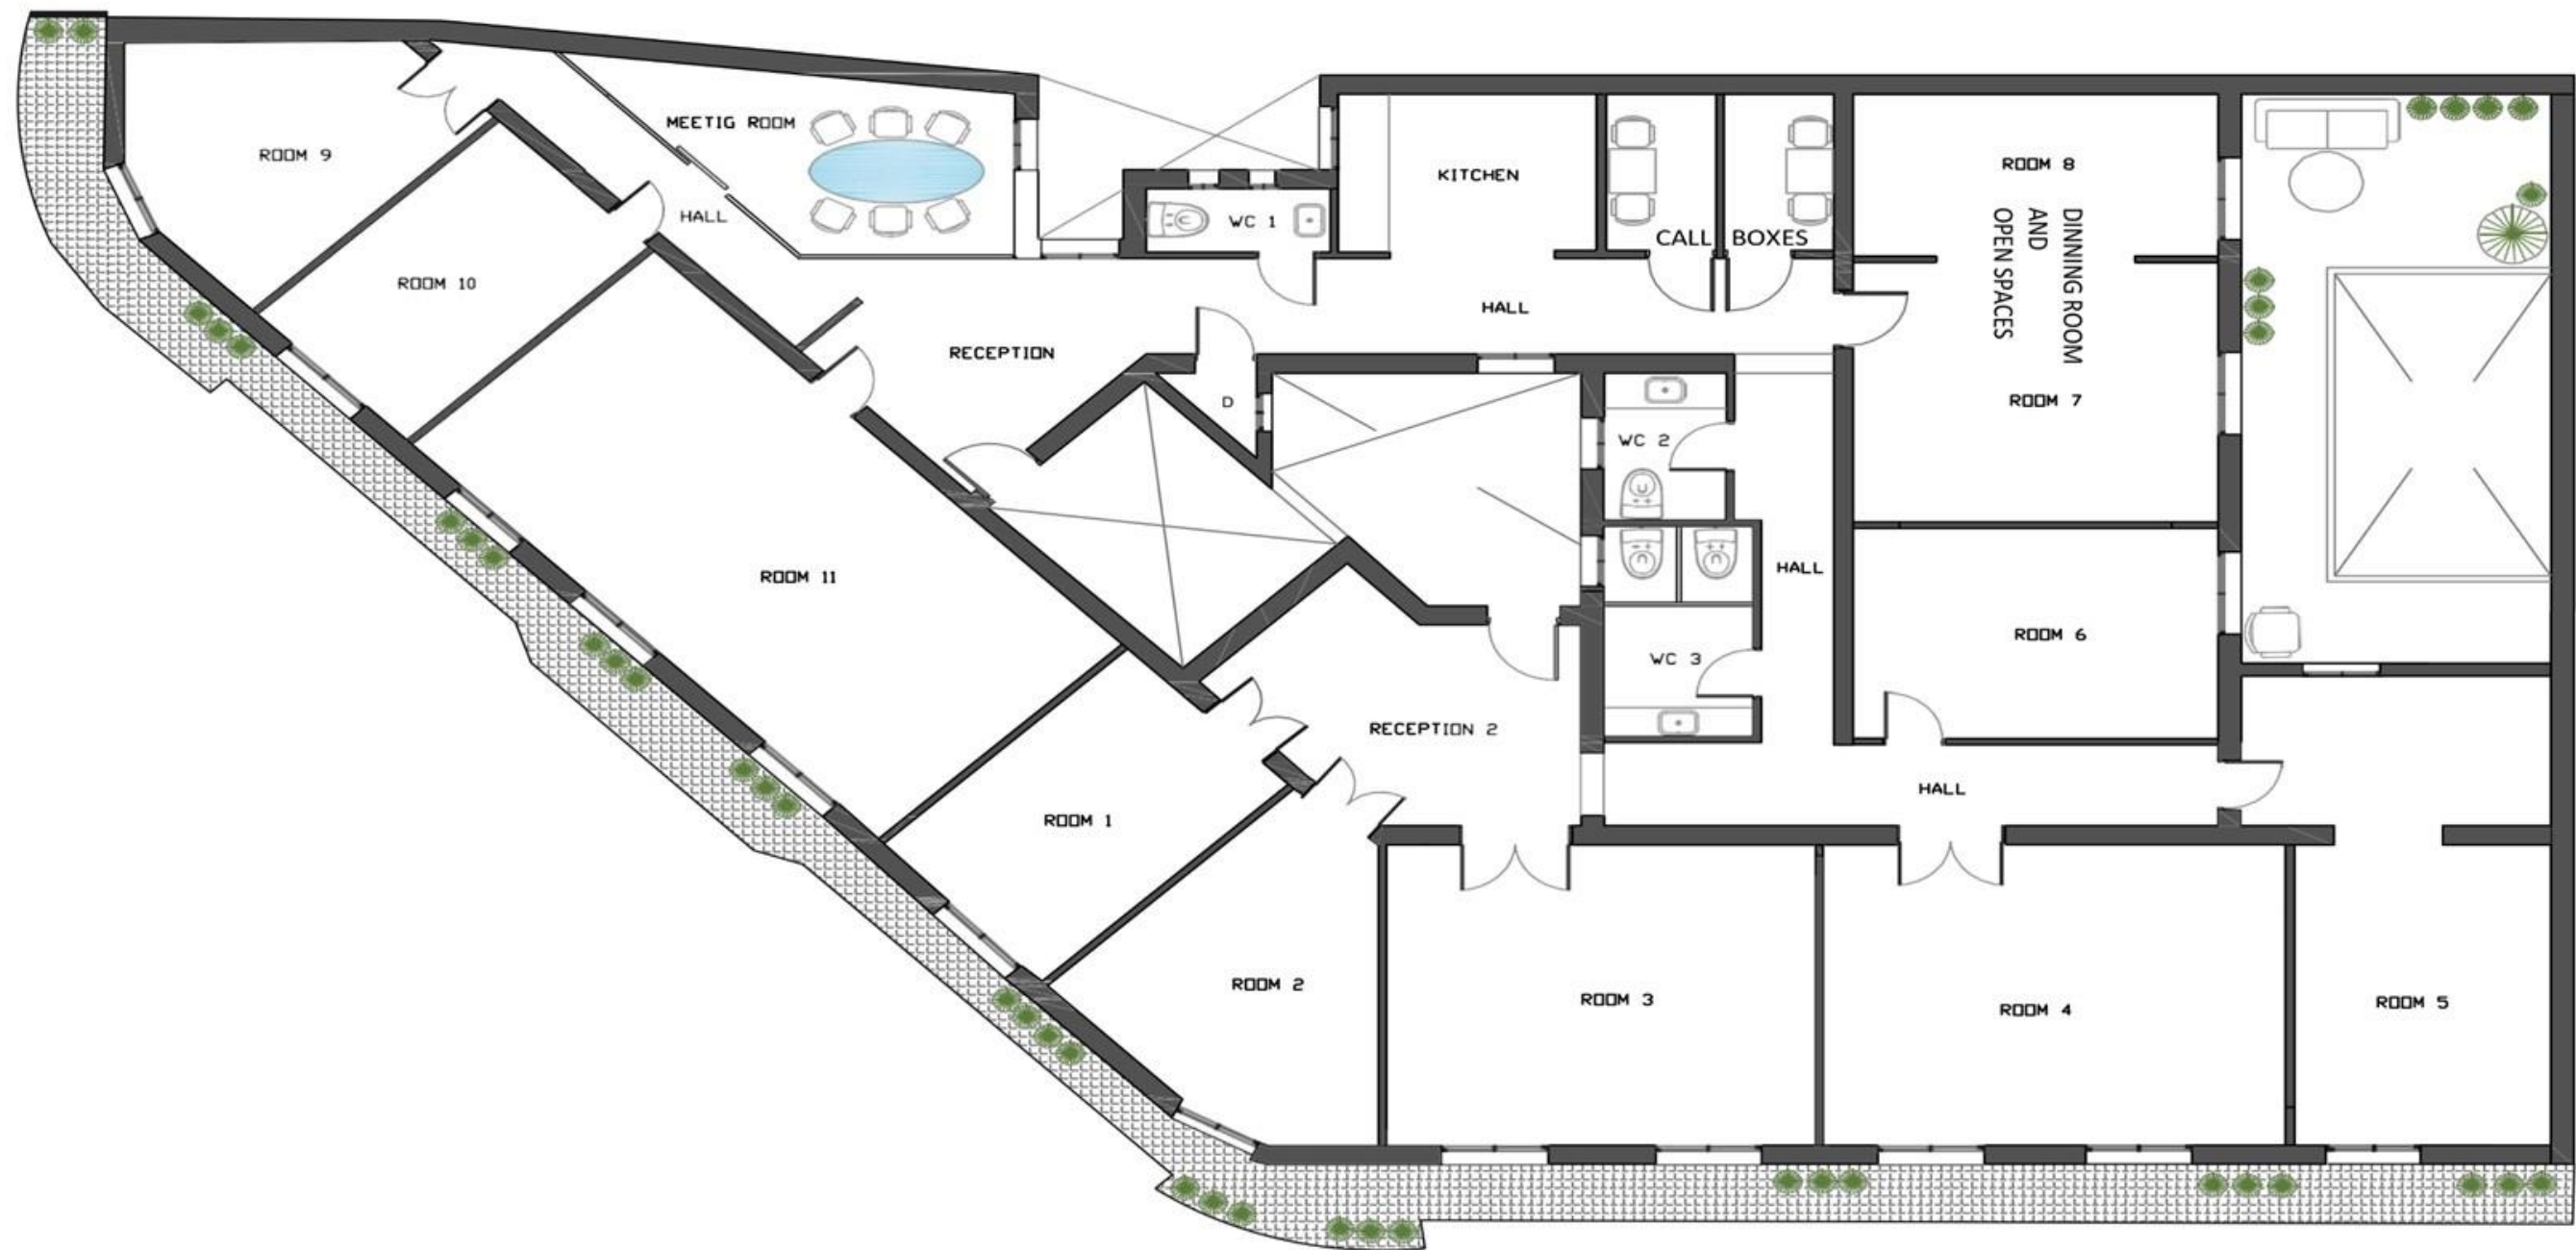 MEETIG ROOM
ROOM 9
KITCHEN
ROOM 8
WC 1
HALL
CALL BOXES
DINNING ROOM
AND
OPEN SPACES
ROOM 10
HALL
RECEPTION
D
ROOM 7
WC 2
ROOM 11
HALL
ROOM 6
WC 3
RECEPTION 2
HALL
ROOM 1
ROOM 2
ROOM 3
ROOM 4
ROOM 5